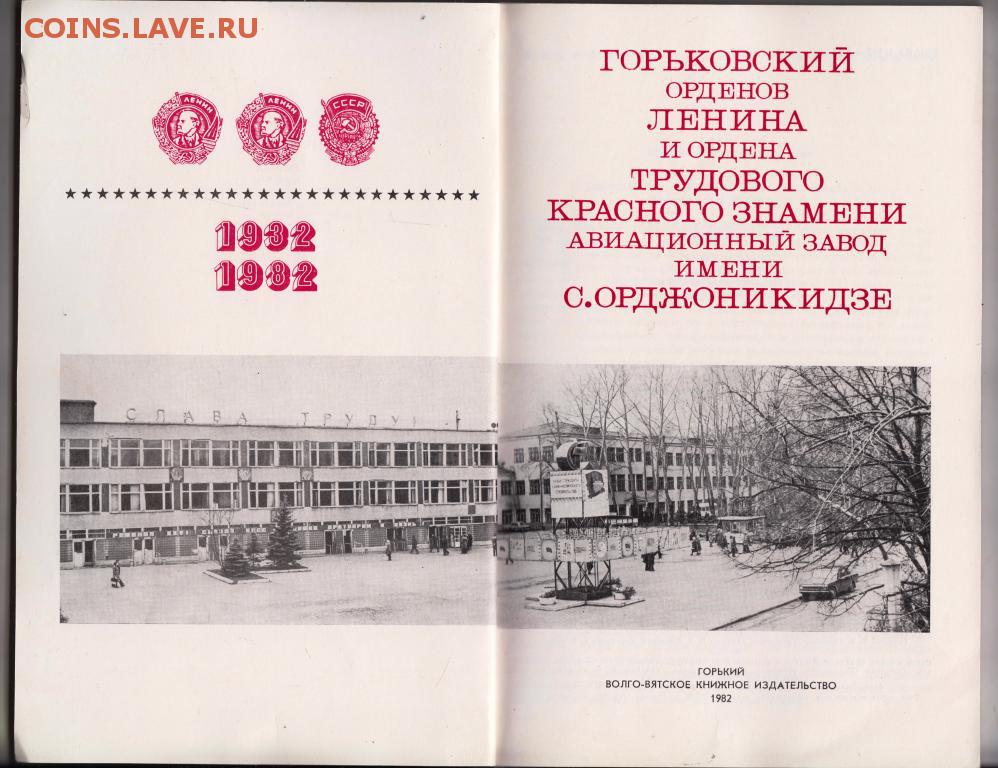 COINS.LAVE.RU
ЛЕНИН
ЛЕНИН
СССР
1932
1982
СЛАВА ТРУДУ!
ГОРЬКОВСКИЙ
ОРДЕНОВ
ЛЕНИНА
И ОРДЕНА
ТРУДОВОГО
КРАСНОГО ЗНАМЕНИ
АВИАЦИОННЫЙ ЗАВОД
ИМЕНИ
С.ОРДЖОНИКИДЗЕ
ГОРЬКИЙ
ВОЛГО-ВЯТСКОЕ КНИЖНОЕ ИЗДАТЕЛЬСТВО
1982